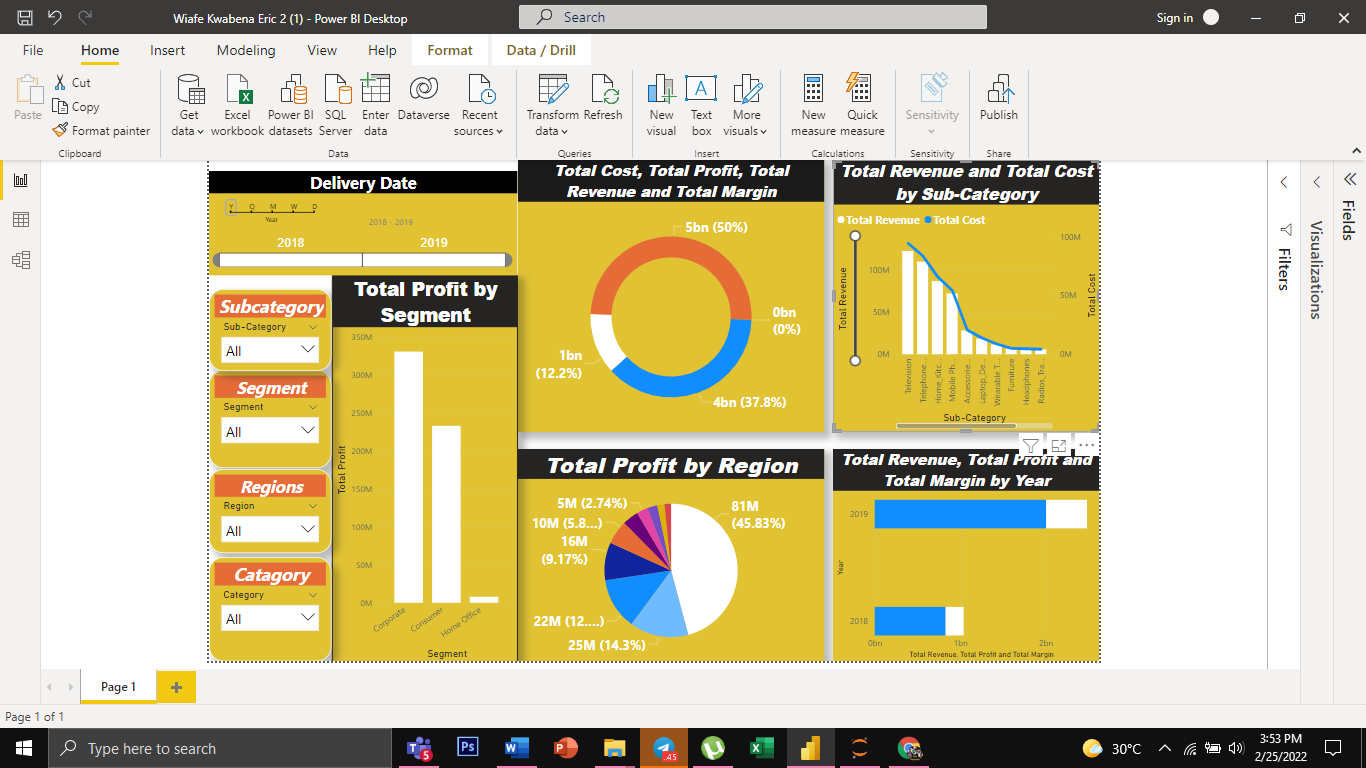 Wiafe Kwabena Eric 2 (1) - Power BI Desktop
Search
Sign in
File Home Insert Modeling View Help Format Data / Drill
Paste
Cut
Copy
Format painter
Clipboard
Get data
Excel workbook
Power BI datasets
SQL Server
Enter data
Dataverse
Recent sources
Data
Transform data
Refresh
Queries
New visual
Text box
A
More visuals
Insert
New measure
Quick measure
Calculations
Sensitivity
Sensitivity
Publish
Share
Delivery Date
Y Q M W D
Year
2018 - 2019
2018 2019
Subcategory
Sub-Category
All
Segment
Segment
All
Regions
Region
All
Catagory
Category
All
Total Profit by
Segment
350M
300M
250M
200M
150M
100M
50M
0M
Total Profit
Corporate
Consumer
Home Office
Segment
Total Cost, Total Profit, Total
Revenue and Total Margin
5bn (50%)
0bn
(0%)
1bn
(12.2%)
4bn (37.8%)
Total Profit by Region
5M (2.74%)
81M
(45.83%)
10M (5.8...)
16M
(9.17%)
22M (12....)
25M (14.3%)
Total Revenue and Total Cost
by Sub-Category
Total Revenue Total Cost
100M
50M
0M
Total Revenue
100M
50M
0M
Total Cost
Television
Telephone...
Home_Kitc...
Mobile Ph...
Accessorie...
Laptop_De...
Wearable T...
Furniture
Headphones
Radios_Tra...
Sub-Category
Total Revenue, Total Profit and
Total Margin by Year
2019
Year
2018
0bn 1bn 2bn
Total Revenue, Total Profit and Total Margin
Filters
Visualizations
Fields
Page 1
Page 1 of 1
Type here to search
5
Ps
.45
30°C
3:53 PM
2/25/2022